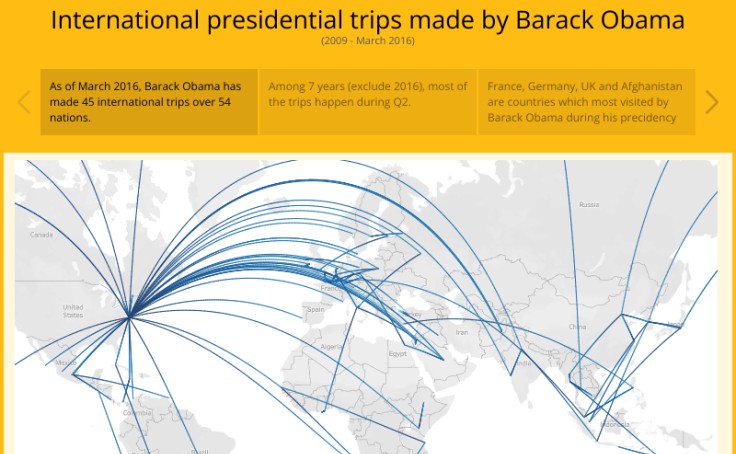 International presidential trips made by Barack Obama
(2009 - March 2016)
As of March 2016, Barack Obama has
made 45 international trips over 54
nations.
Among 7 years (exclude 2016), most of
the trips happen during Q2.
France, Germany, UK and Afghanistan
are countries which most visited by
Barack Obama during his precidency
Russia
Canada
United
States
Spain
China
Iran
Algeria
Egypt
India
Mexico
Colombia
Indonesia
Brazil